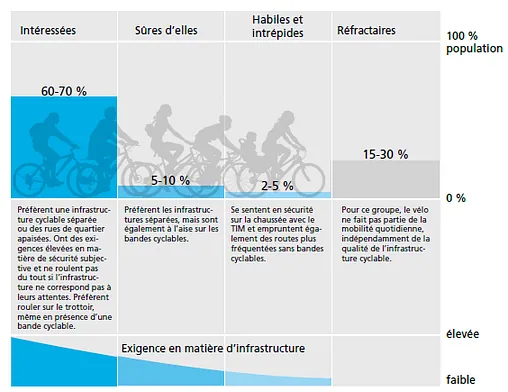 Intéressées
Sûres d’elles
Habiles et
intrépides
Réfractaires
100 %
population
60-70 %
5-10 %
2-5 %
15-30 %
0 %
Préfèrent une infrastruc-
ture cyclable séparée
ou des rues de quartier
apaisées. Ont des exi-
gences élevées en ma-
tière de sécurité subjec-
tive et ne roulent pas
du tout si l’infrastruc-
ture ne correspond pas à
leurs attentes. Préfèrent
rouler sur le trottoir,
même en présence d’une
bande cyclable.
Préfèrent les infrastruc-
tures séparées, mais sont
également à l’aise sur les
bandes cyclables.
Se sentent en sécurité
sur la chaussée avec le
TIM et empruntent éga-
lement des routes plus
fréquentées sans bandes
cyclables.
Pour ce groupe, le vélo
ne fait pas partie de la
mobilité quotidienne,
indépendamment de la
qualité de l’infrastruc-
ture cyclable.
élevée
Exigence en matière d’infrastructure
faible